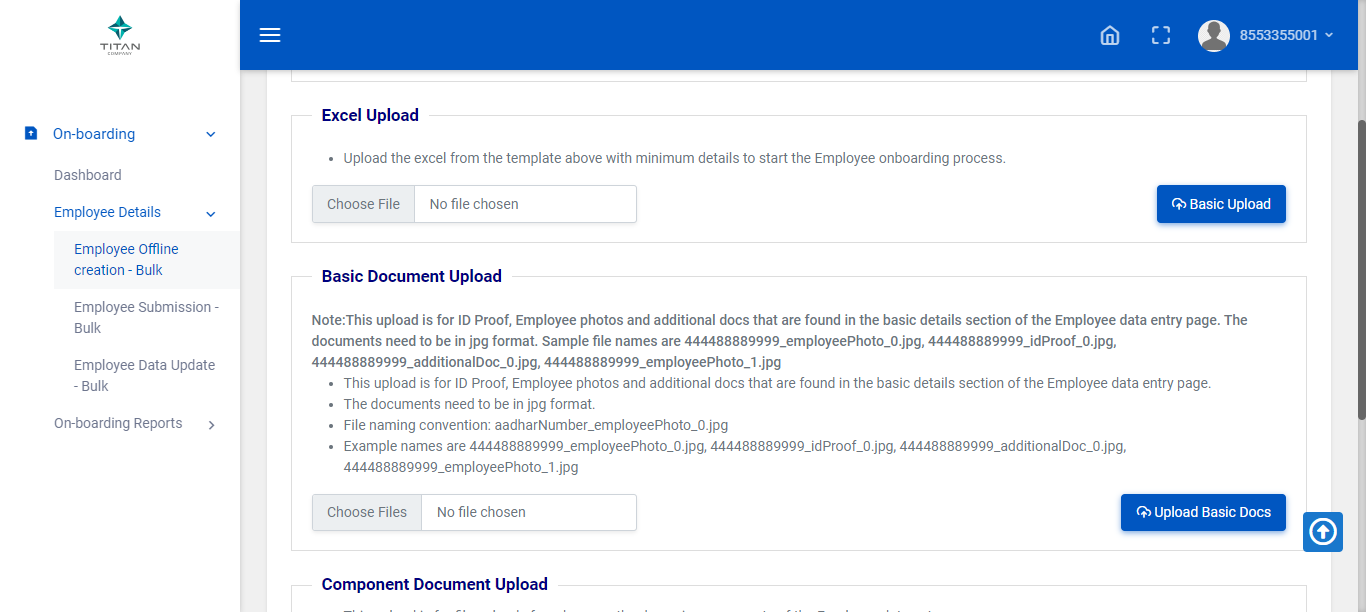 TITAN
COMPANY
8553355001
On-boarding
Dashboard
Employee Details
Employee Offline
creation - Bulk
Employee Submission -
Bulk
Employee Data Update
- Bulk
On-boarding Reports
Excel Upload
Upload the excel from the template above with minimum details to start the Employee onboarding process.
Choose File No file chosen
Basic Upload
Basic Document Upload
Note:This upload is for ID Proof, Employee photos and additional docs that are found in the basic details section of the Employee data entry page. The
documents need to be in jpg format. Sample file names are 444488889999_employeePhoto_0.jpg, 444488889999_idProof_0.jpg,
444488889999_additionalDoc_0.jpg, 444488889999_employeePhoto_1.jpg
This upload is for ID Proof, Employee photos and additional docs that are found in the basic details section of the Employee data entry page.
The documents need to be in jpg format.
File naming convention: aadharNumber_employeePhoto_0.jpg
Example names are 444488889999_employeePhoto_0.jpg, 444488889999_idProof_0.jpg, 444488889999_additionalDoc_0.jpg,
444488889999_employeePhoto_1.jpg
Choose Files No file chosen
Upload Basic Docs
Component Document Upload